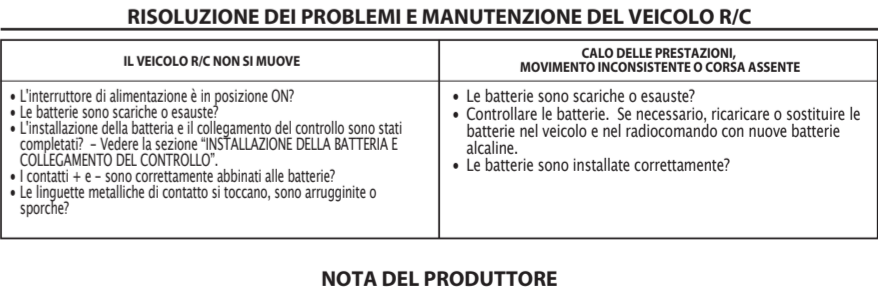 RISOLUZIONE DEI PROBLEMI E MANUTENZIONE DEL VEICOLO R/C
IL VEICOLO R/C NON SI MUOVE
• L'interruttore di alimentazione è in posizione ON?
• Le batterie sono scariche o esauste?
• L'installazione della batteria e il collegamento del controllo sono stati
completati? – Vedere la sezione "INSTALLAZIONE DELLA BATTERIA E
COLLEGAMENTO DEL CONTROLLO".
• I contatti + e – sono correttamente abbinati alle batterie?
• Le linguette metalliche di contatto si toccano, sono arrugginite o
sporche?
CALO DELLE PRESTAZIONI,
MOVIMENTO INCONSISTENTE O CORSA ASSENTE
• Le batterie sono scariche o esauste?
• Controllare le batterie. Se necessario, ricaricare o sostituire le
batterie nel veicolo e nel radiocomando con nuove batterie
alcaline.
• Le batterie sono installate correttamente?
NOTA DEL PRODUTTORE